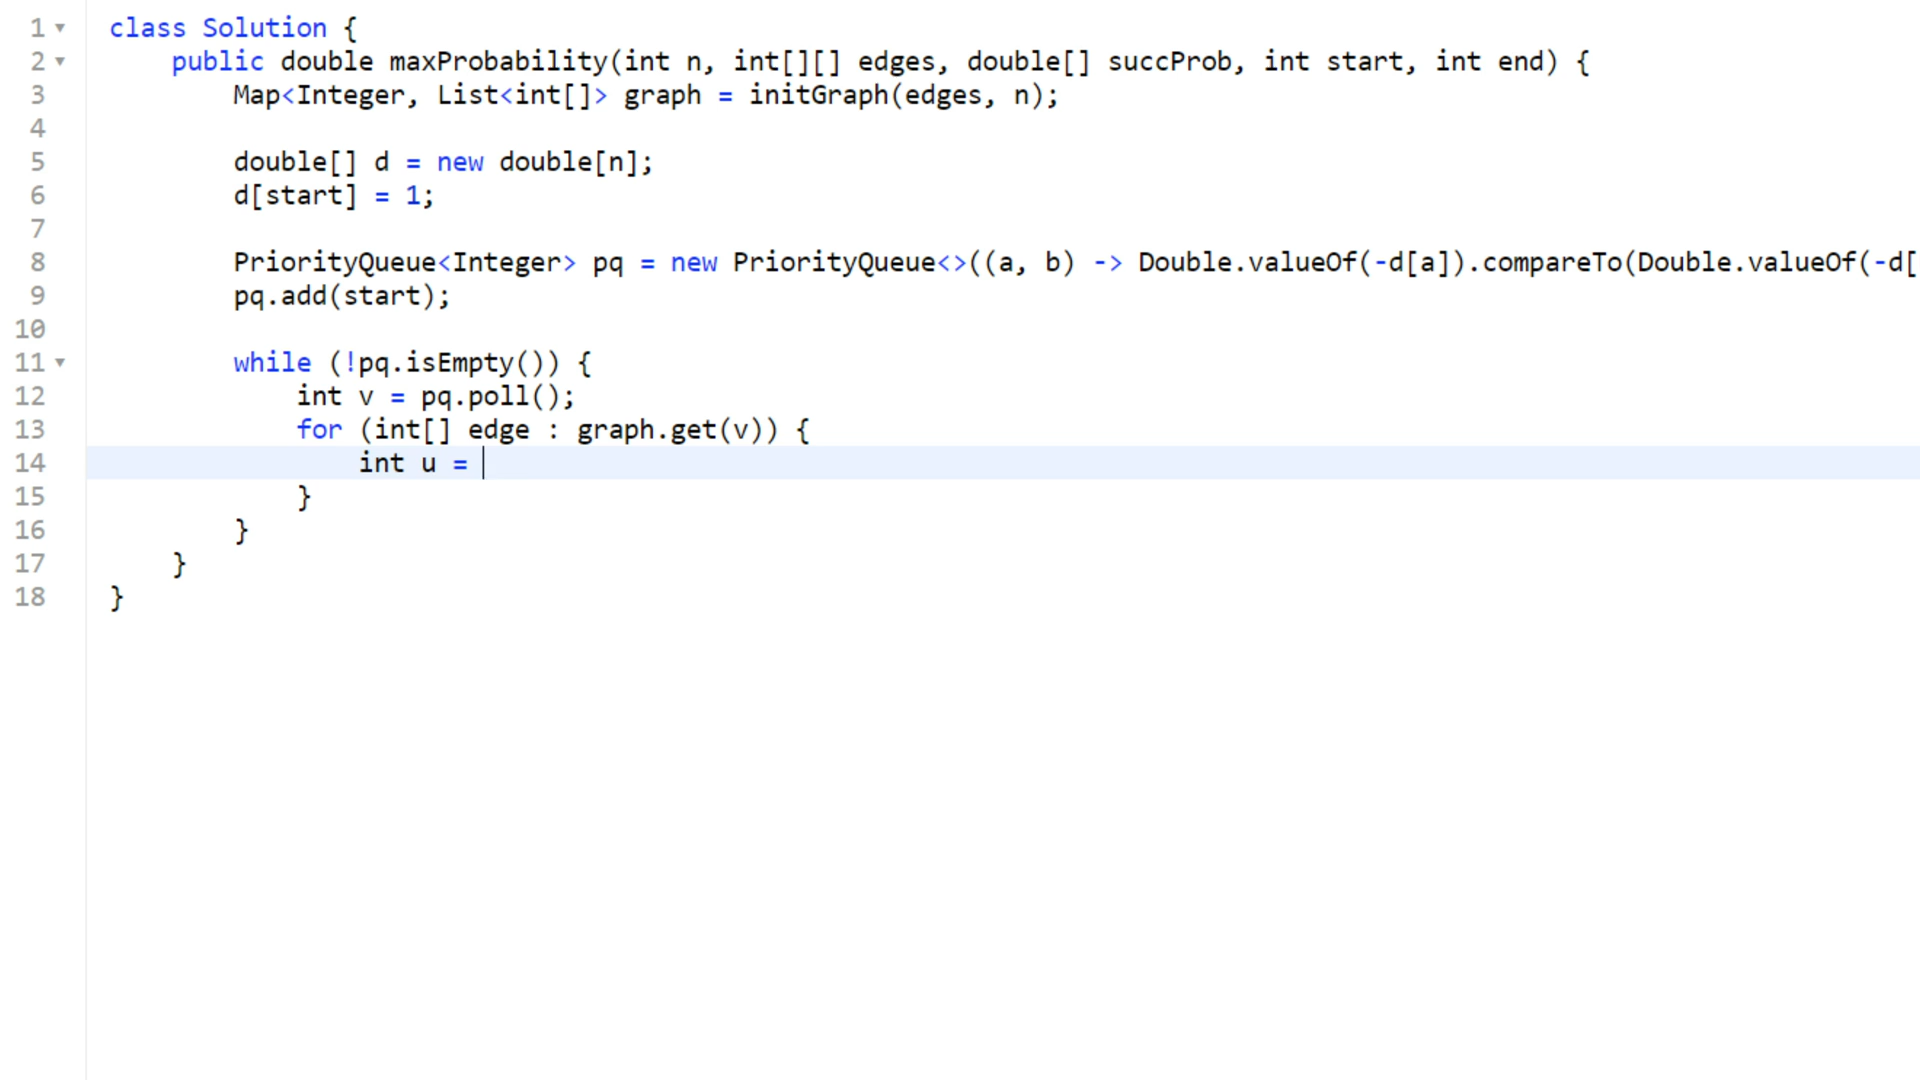 1 class Solution {
2 public double maxProbability(int n, int[][] edges, double[] succProb, int start, int end) {
3 Map<Integer, List<int[]> graph = initGraph(edges, n);
4
5 double[] d = new double[n];
6 d[start] = 1;
7
8 PriorityQueue<Integer> pq = new PriorityQueue<>((a, b) -> Double.valueOf(-d[a]).compareTo(Double.valueOf(-d[
9 pq.add(start);
10
11 while (!pq.isEmpty()) {
12 int v = pq.poll();
13 for (int[] edge : graph.get(v)) {
14 int u =
15 }
16 }
17 }
18 }